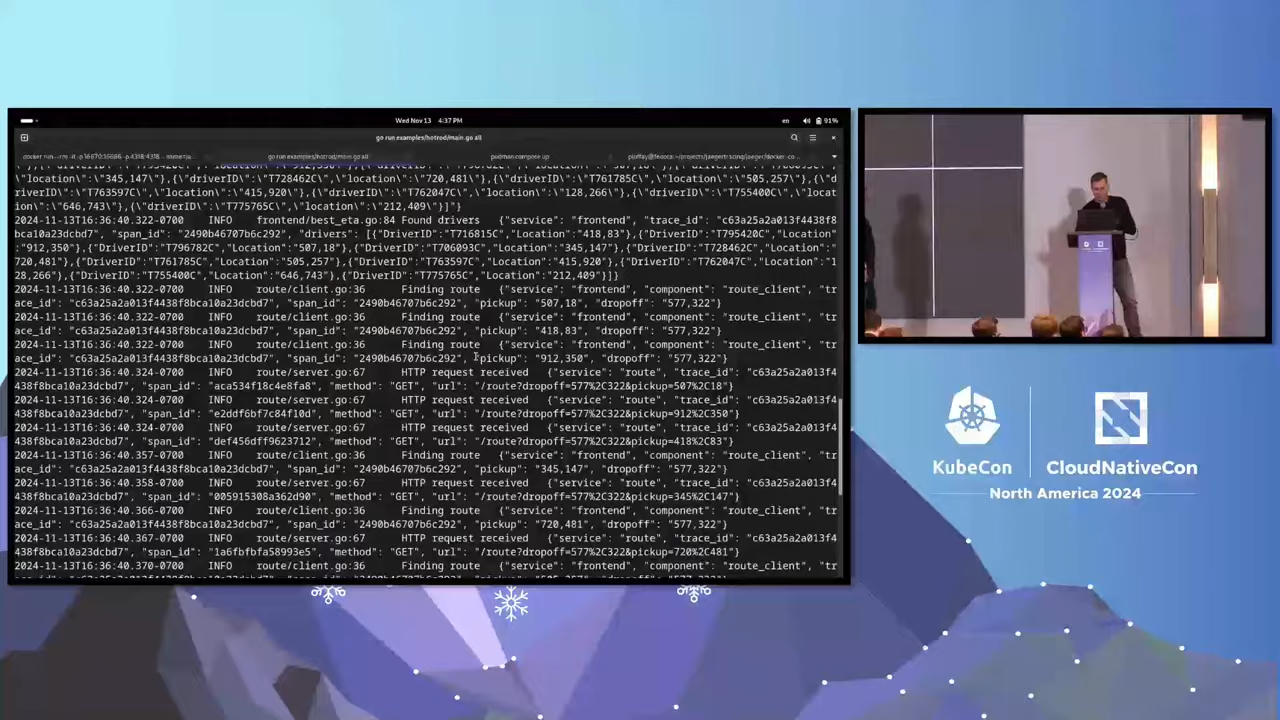 Wed Nov 13 4:37 PM
en
91%
go run examples/hotrod/main.go all
go run examples/hotrod/main.go all
podman compose up
\"345,147\"},{\"driverID\":\"T728462C\",\"location\":\"720,481\"},{\"driverID\":\"T761785C\",\"location\":\"505,257\"},{\"d
riverID\":\"T763597C\",\"location\":\"415,920\"},{\"driverID\":\"T762047C\",\"location\":\"128,266\"},{\"driverID\":\"T755400C\",\"locat
ion\":\"646,743\"},{\"driverID\":\"T775765C\",\"location\":\"212,409\"}]"}
2024-11-13T16:36:40.322-0700 INFO frontend/best_eta.go:84 Found drivers {"service": "frontend", "trace_id": "c63a25a2a013f4438f8
bca10a23dcbd7", "span_id": "2490b46707b6c292", "drivers": [{"DriverID":"T716815C","Location":"418,83"},{"DriverID":"T795420C","Location"
:"912,350"},{"DriverID":"T796782C","Location":"507,18"},{"DriverID":"T706093C","Location":"345,147"},{"DriverID":"T728462C","Location":"
720,481"},{"DriverID":"T761785C","Location":"505,257"},{"DriverID":"T763597C","Location":"415,920"},{"DriverID":"T762047C","Location":"1
28,266"},{"DriverID":"T755400C","Location":"646,743"},{"DriverID":"T775765C","Location":"212,409"}]}
2024-11-13T16:36:40.322-0700 INFO route/client.go:36 Finding route {"service": "frontend", "component": "route_client", "tr
ace_id": "c63a25a2a013f4438f8bca10a23dcbd7", "span_id": "2490b46707b6c292", "pickup": "507,18", "dropoff": "577,322"}
2024-11-13T16:36:40.322-0700 INFO route/client.go:36 Finding route {"service": "frontend", "component": "route_client", "tr
ace_id": "c63a25a2a013f4438f8bca10a23dcbd7", "span_id": "2490b46707b6c292", "pickup": "418,83", "dropoff": "577,322"}
2024-11-13T16:36:40.322-0700 INFO route/client.go:36 Finding route {"service": "frontend", "component": "route_client", "tr
ace_id": "c63a25a2a013f4438f8bca10a23dcbd7", "span_id": "2490b46707b6c292", "pickup": "912,350", "dropoff": "577,322"}
2024-11-13T16:36:40.324-0700 INFO route/server.go:67 HTTP request received {"service": "route", "trace_id": "c63a25a2a013f4
438f8bca10a23dcbd7", "span_id": "aca534f18c4e8fa8", "method": "GET", "url": "/route?dropoff=577%2C322&pickup=507%2C18"}
2024-11-13T16:36:40.324-0700 INFO route/server.go:67 HTTP request received {"service": "route", "trace_id": "c63a25a2a013f4
438f8bca10a23dcbd7", "span_id": "e2ddf6bf7c84f10d", "method": "GET", "url": "/route?dropoff=577%2C322&pickup=912%2C350"}
2024-11-13T16:36:40.324-0700 INFO route/server.go:67 HTTP request received {"service": "route", "trace_id": "c63a25a2a013f4
438f8bca10a23dcbd7", "span_id": "def456dff9623712", "method": "GET", "url": "/route?dropoff=577%2C322&pickup=418%2C83"}
2024-11-13T16:36:40.357-0700 INFO route/client.go:36 Finding route {"service": "frontend", "component": "route_client", "tr
ace_id": "c63a25a2a013f4438f8bca10a23dcbd7", "span_id": "2490b46707b6c292", "pickup": "345,147", "dropoff": "577,322"}
2024-11-13T16:36:40.358-0700 INFO route/server.go:67 HTTP request received {"service": "route", "trace_id": "c63a25a2a013f4
438f8bca10a23dcbd7", "span_id": "005915308a362d90", "method": "GET", "url": "/route?dropoff=577%2C322&pickup=345%2C147"}
2024-11-13T16:36:40.366-0700 INFO route/client.go:36 Finding route {"service": "frontend", "component": "route_client", "tr
ace_id": "c63a25a2a013f4438f8bca10a23dcbd7", "span_id": "2490b46707b6c292", "pickup": "720,481", "dropoff": "577,322"}
2024-11-13T16:36:40.367-0700 INFO route/server.go:67 HTTP request received {"service": "route", "trace_id": "c63a25a2a013f4
438f8bca10a23dcbd7", "span_id": "1a6fbfbfa58993e5", "method": "GET", "url": "/route?dropoff=577%2C322&pickup=720%2C481"}
2024-11-13T16:36:40.370-0700 INFO route/client.go:36 Finding route {"service": "frontend", "component": "route_client", "tr
KubeCon
CloudNativeCon
North America 2024